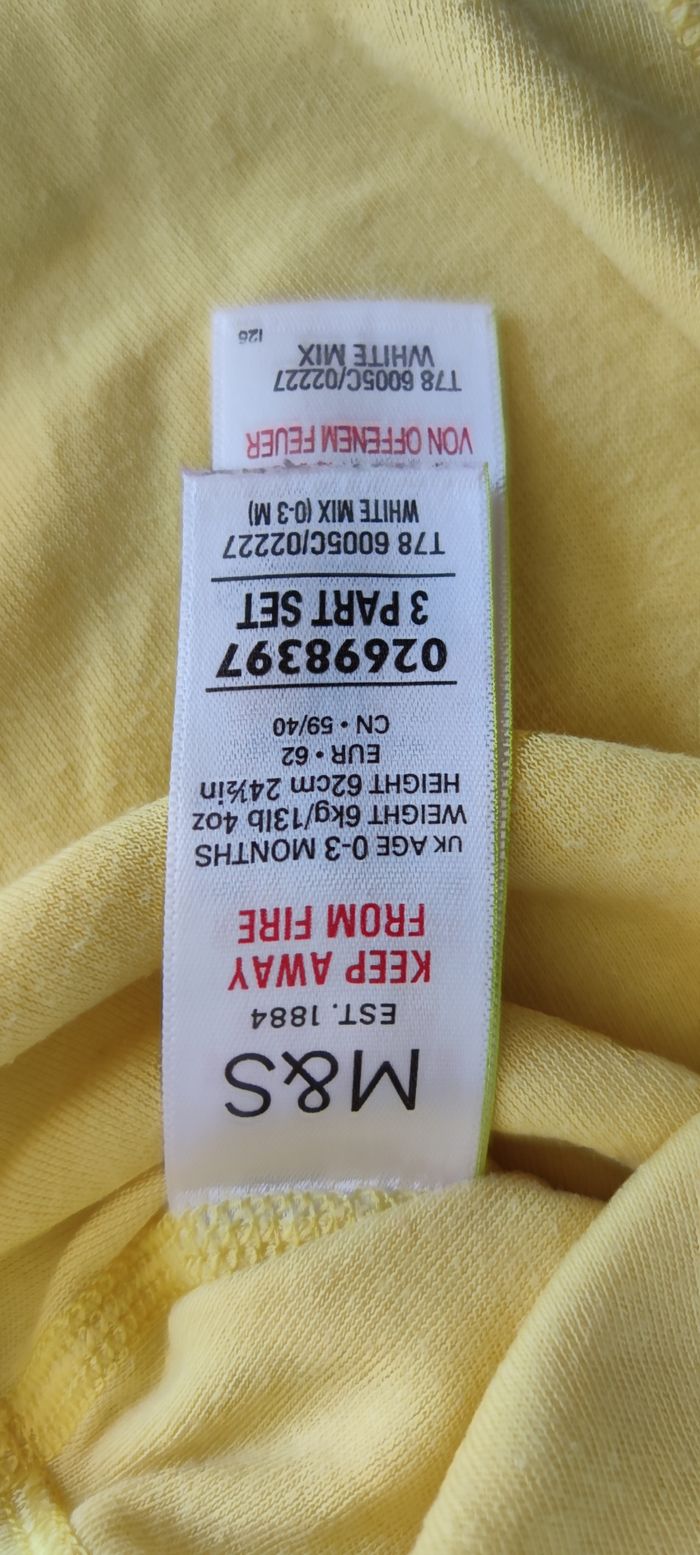 M&S
EST. 1884
KEEP AWAY
FROM FIRE
UK AGE 0-3 MONTHS
WEIGHT 6kg/13lb 4oz
HEIGHT 62cm 24½in
EUR • 62
CN • 59/40
02698397
3 PART SET
T78 6005C/02227
WHITE MIX (0-3 M)
VON OFFENEM FEUER
T78 6005C/02227
WHITE MIX
I26